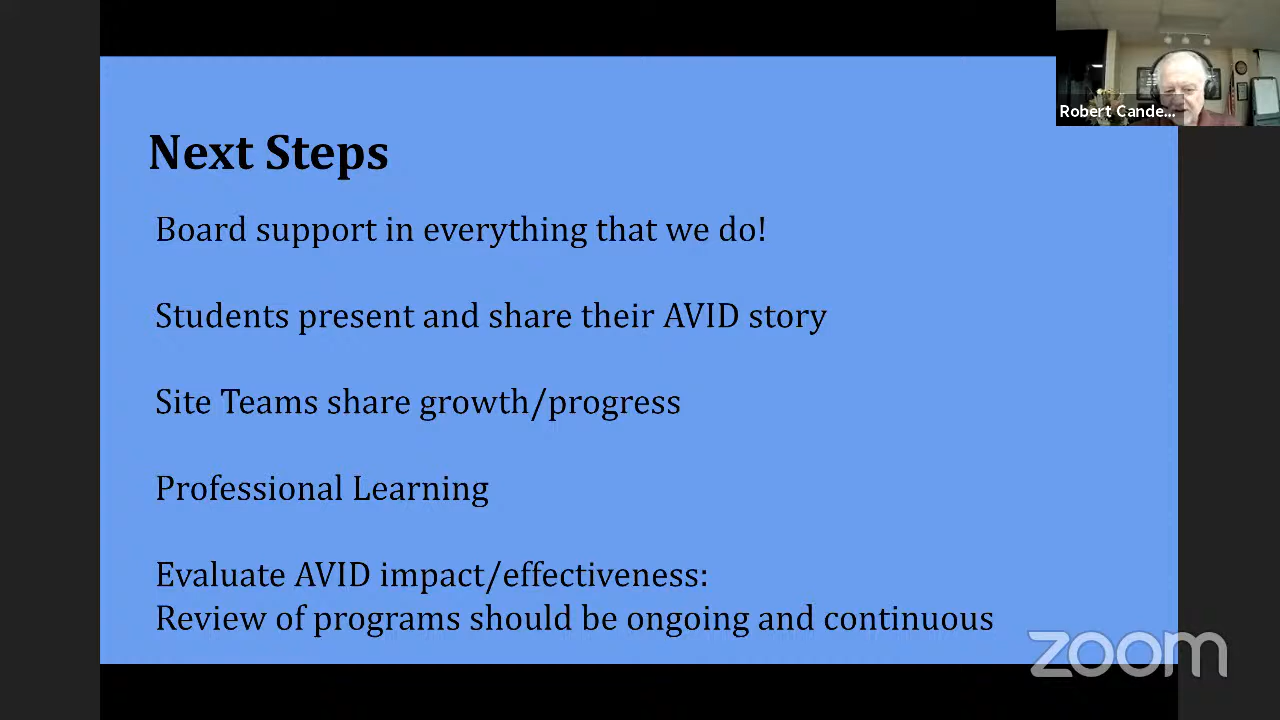 Robert Cande...
Next Steps
Board support in everything that we do!
Students present and share their AVID story
Site Teams share growth/progress
Professional Learning
Evaluate AVID impact/effectiveness:
Review of programs should be ongoing and continuous
zoom